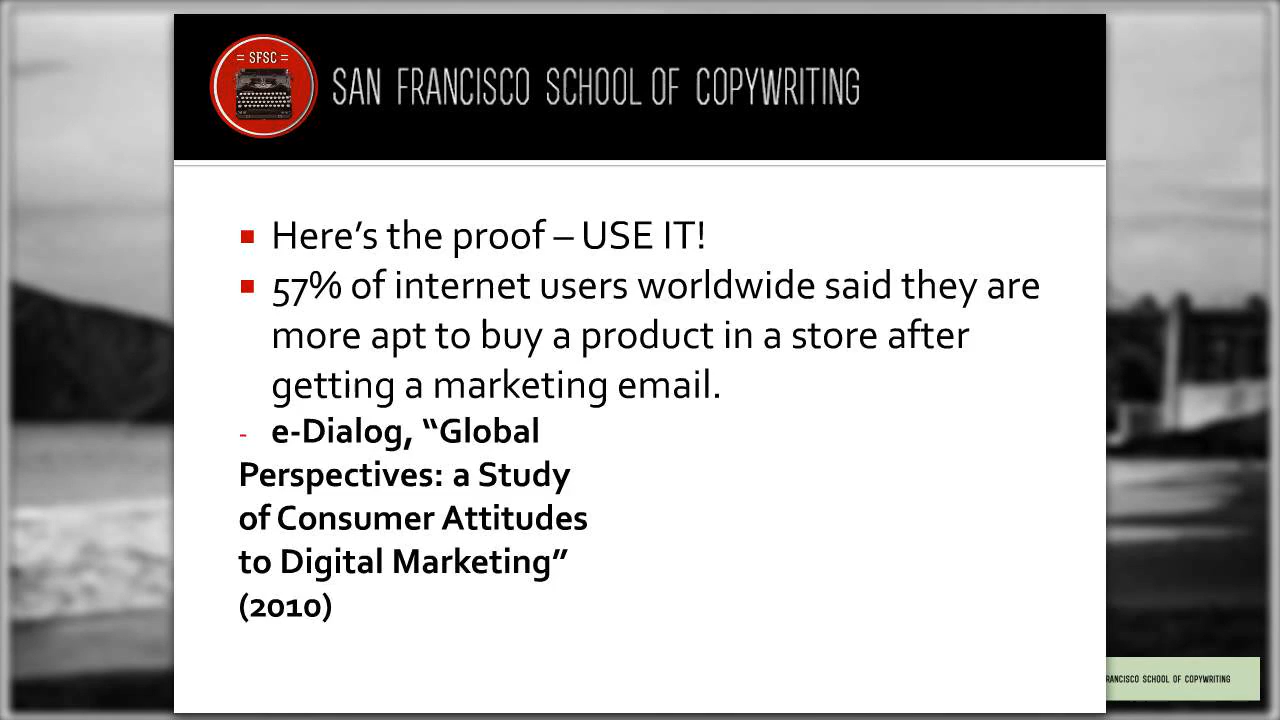 = SFSC =
SAN FRANCISCO SCHOOL OF COPYWRITING
Here’s the proof – USE IT!
57% of internet users worldwide said they are
more apt to buy a product in a store after
getting a marketing email.
- e-Dialog, “Global
Perspectives: a Study
of Consumer Attitudes
to Digital Marketing”
(2010)
RANCISCO SCHOOL OF COPYWRITING